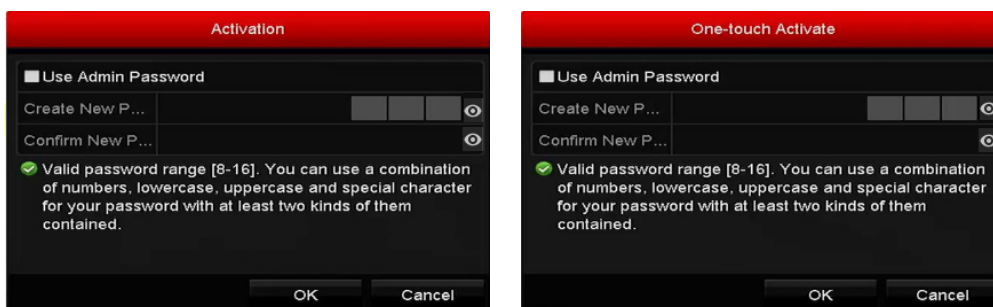 Activation
Use Admin Password
Create New P...
Confirm New P...
Valid password range [8-16]. You can use a combination
of numbers, lowercase, uppercase and special character
for your password with at least two kinds of them
contained.
OK
Cancel
One-touch Activate
Use Admin Password
Create New P...
Confirm New P...
Valid password range [8-16]. You can use a combination
of numbers, lowercase, uppercase and special character
for your password with at least two kinds of them
contained.
OK
Cancel